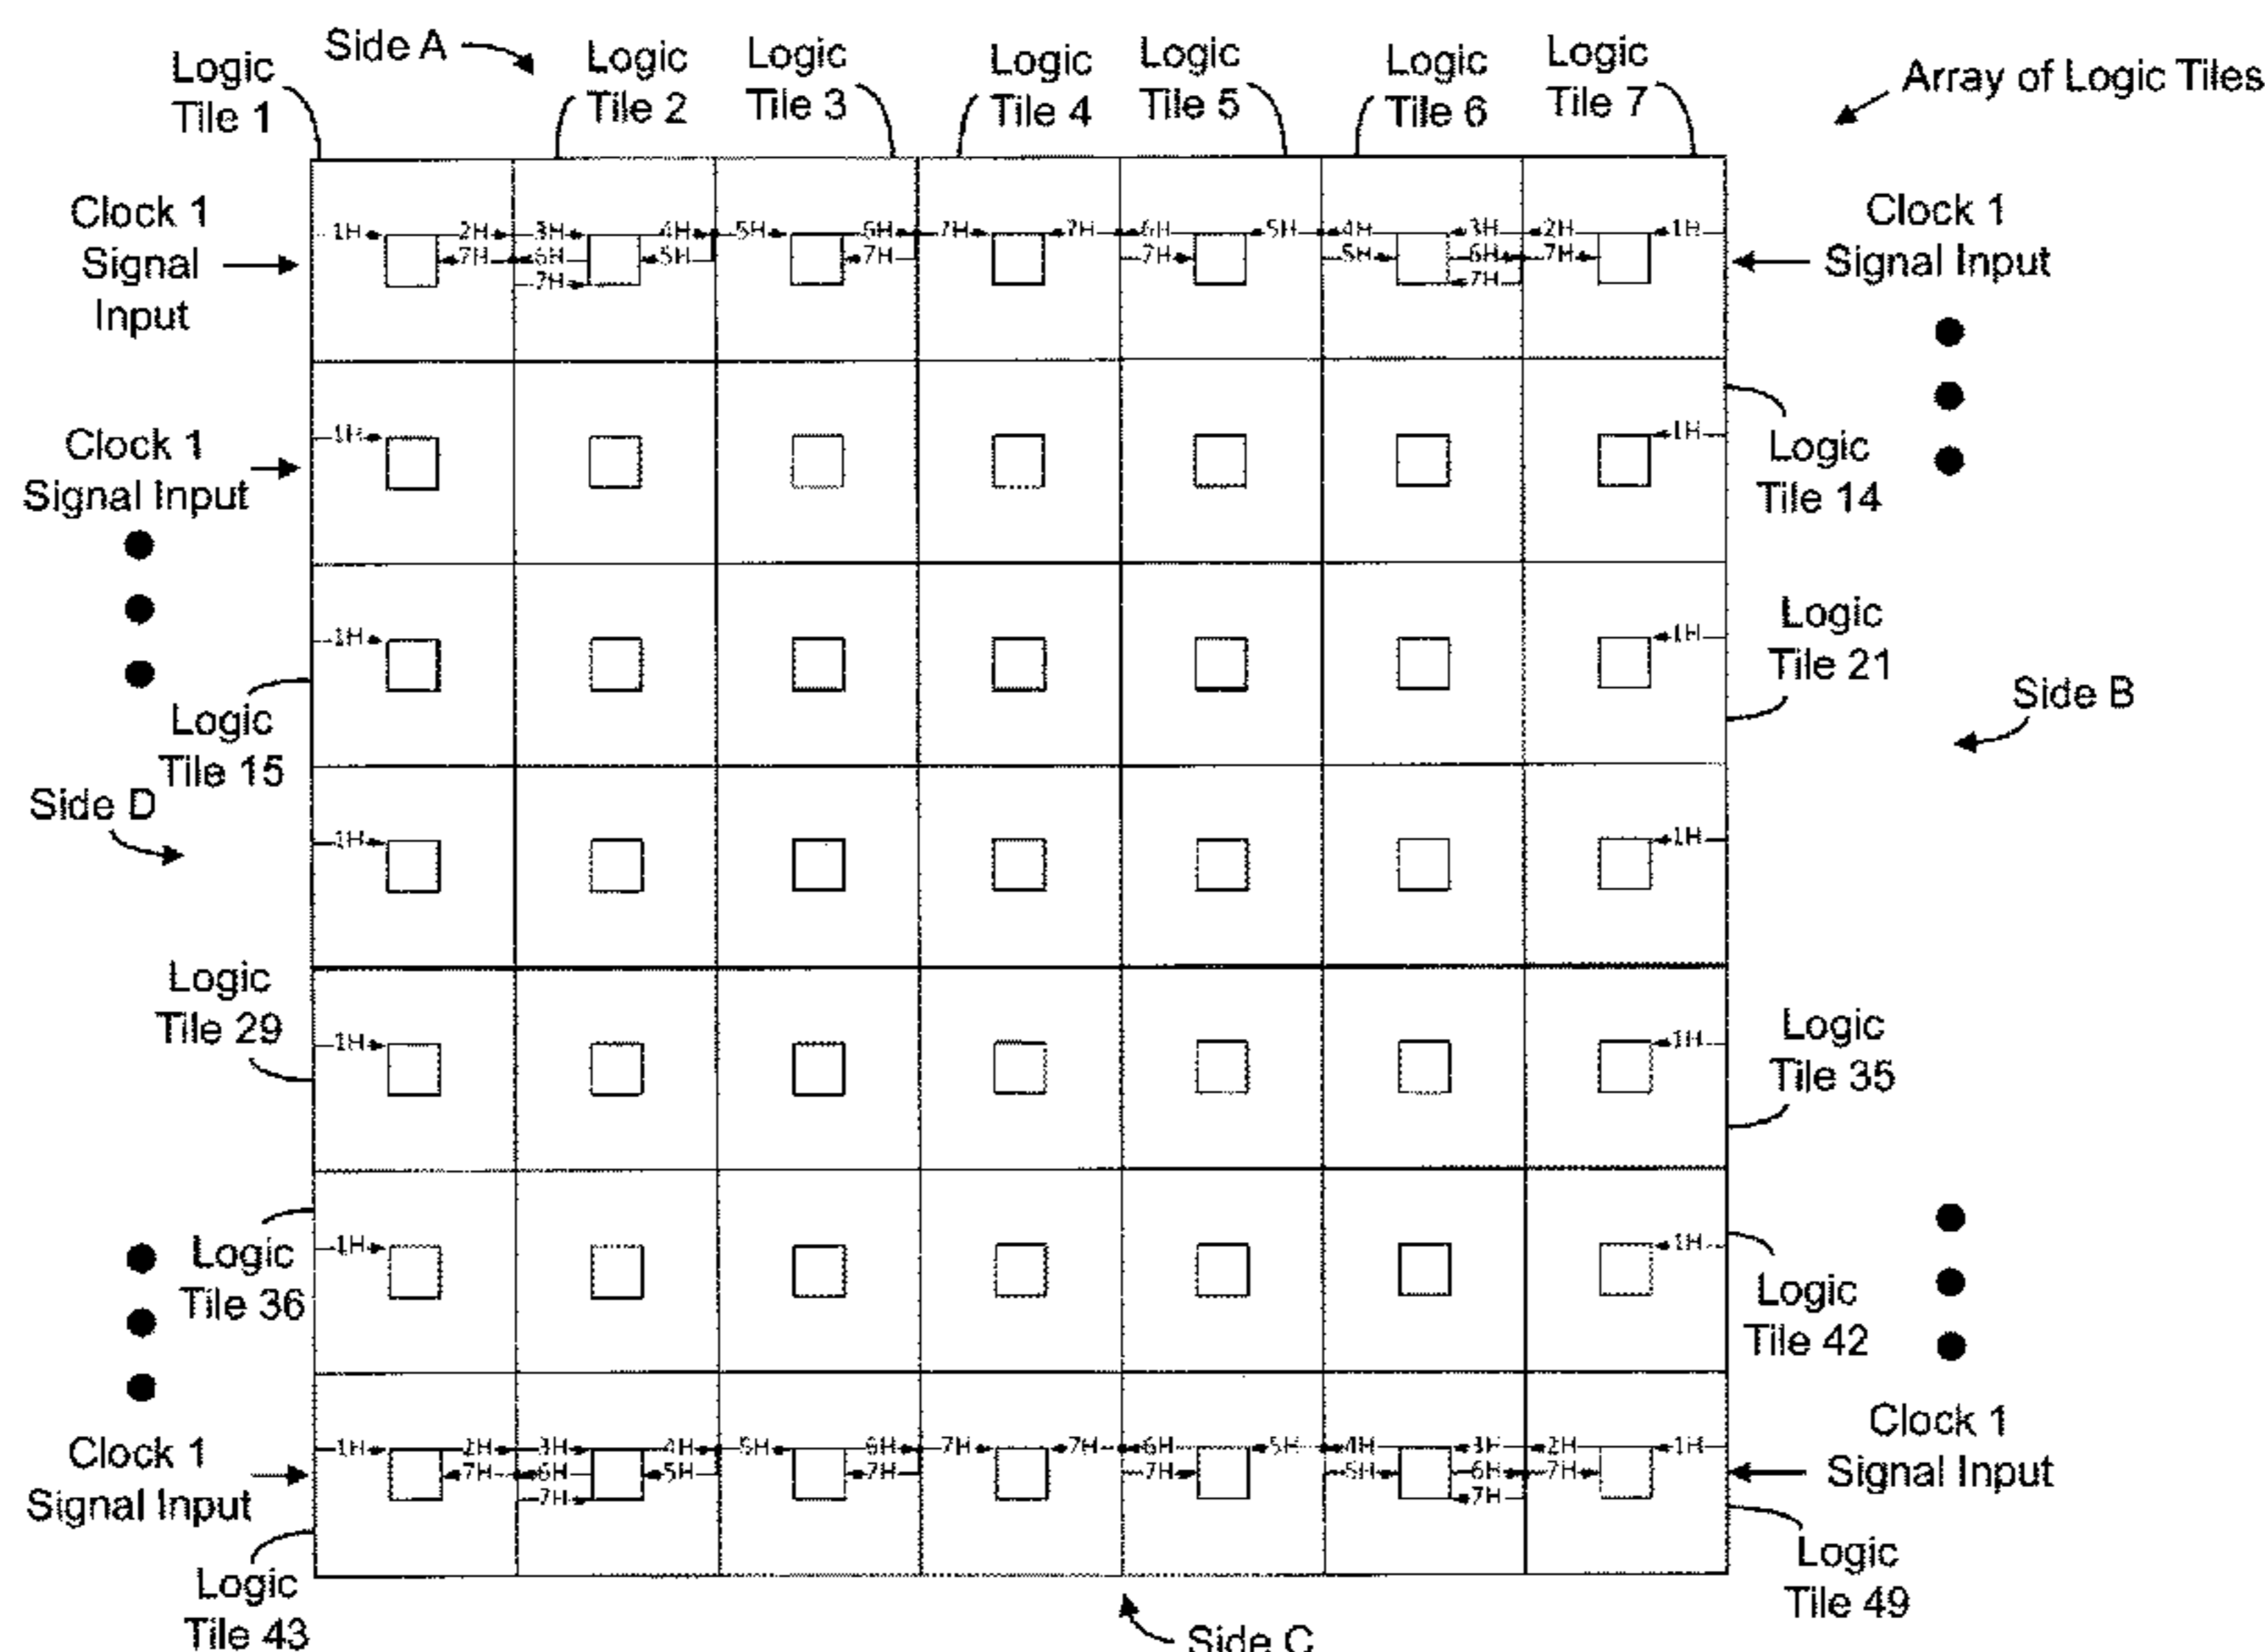 Side A
Logic
Tile 1
Logic
Tile 2
Logic
Tile 3
Logic
Tile 4
Logic
Tile 5
Logic
Tile 6
Logic
Tile 7
Array of Logic Tiles
Clock 1
Signal
Input
1H 2H 3H 4H 5H 6H 7H 7H 6H 5H 4H 3H 2H 1H
7H 6H 5H 7H 7H 5H 6H 7H
7H 7H
Clock 1
Signal Input
Clock 1
Signal Input
1H 1H
Logic
Tile 14
1H 1H
Logic
Tile 15
Logic
Tile 21
Side B
Side D
1H 1H
Logic
Tile 29
1H 1H
Logic
Tile 35
1H 1H
Logic
Tile 36
Logic
Tile 42
Clock 1
Signal Input
1H 2H 3H 4H 5H 6H 7H 7H 6H 5H 4H 3H 2H 1H
7H 6H 5H 7H 7H 5H 6H 7H
7H 7H
Clock 1
Signal Input
Logic
Tile 43
Logic
Tile 49
Side C